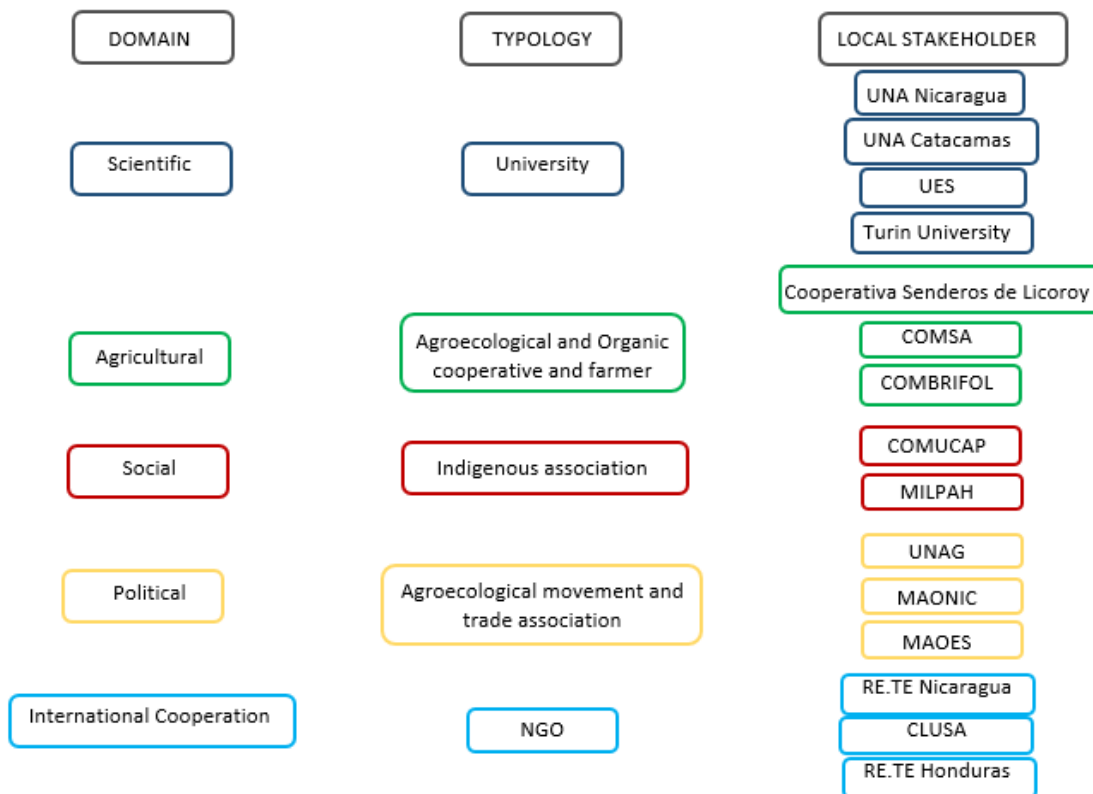 DOMAIN
TYPOLOGY
LOCAL STAKEHOLDER
UNA Nicaragua
UNA Catacamas
Scientific
University
UES
Turin University
Cooperativa Senderos de Licoroy
Agricultural
Agroecological and Organic
cooperative and farmer
COMSA
COMBRIFOL
Social
Indigenous association
COMUCAP
MILPAH
UNAG
Political
Agroecological movement and
trade association
MAONIC
MAOES
RE.TE Nicaragua
International Cooperation
NGO
CLUSA
RE.TE Honduras